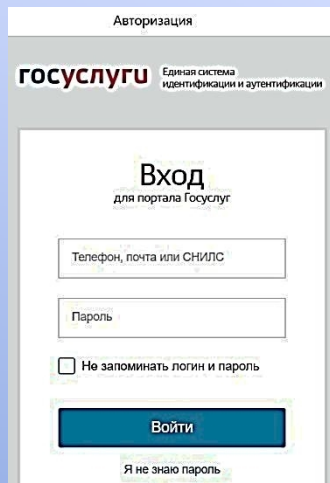 Авторизация
госуслуги
Единая система
идентификации и аутентификации
Вход
для портала Госуслуг
Телефон, почта или СНИЛС
Пароль
Не запоминать логин и пароль
Войти
Я не знаю пароль